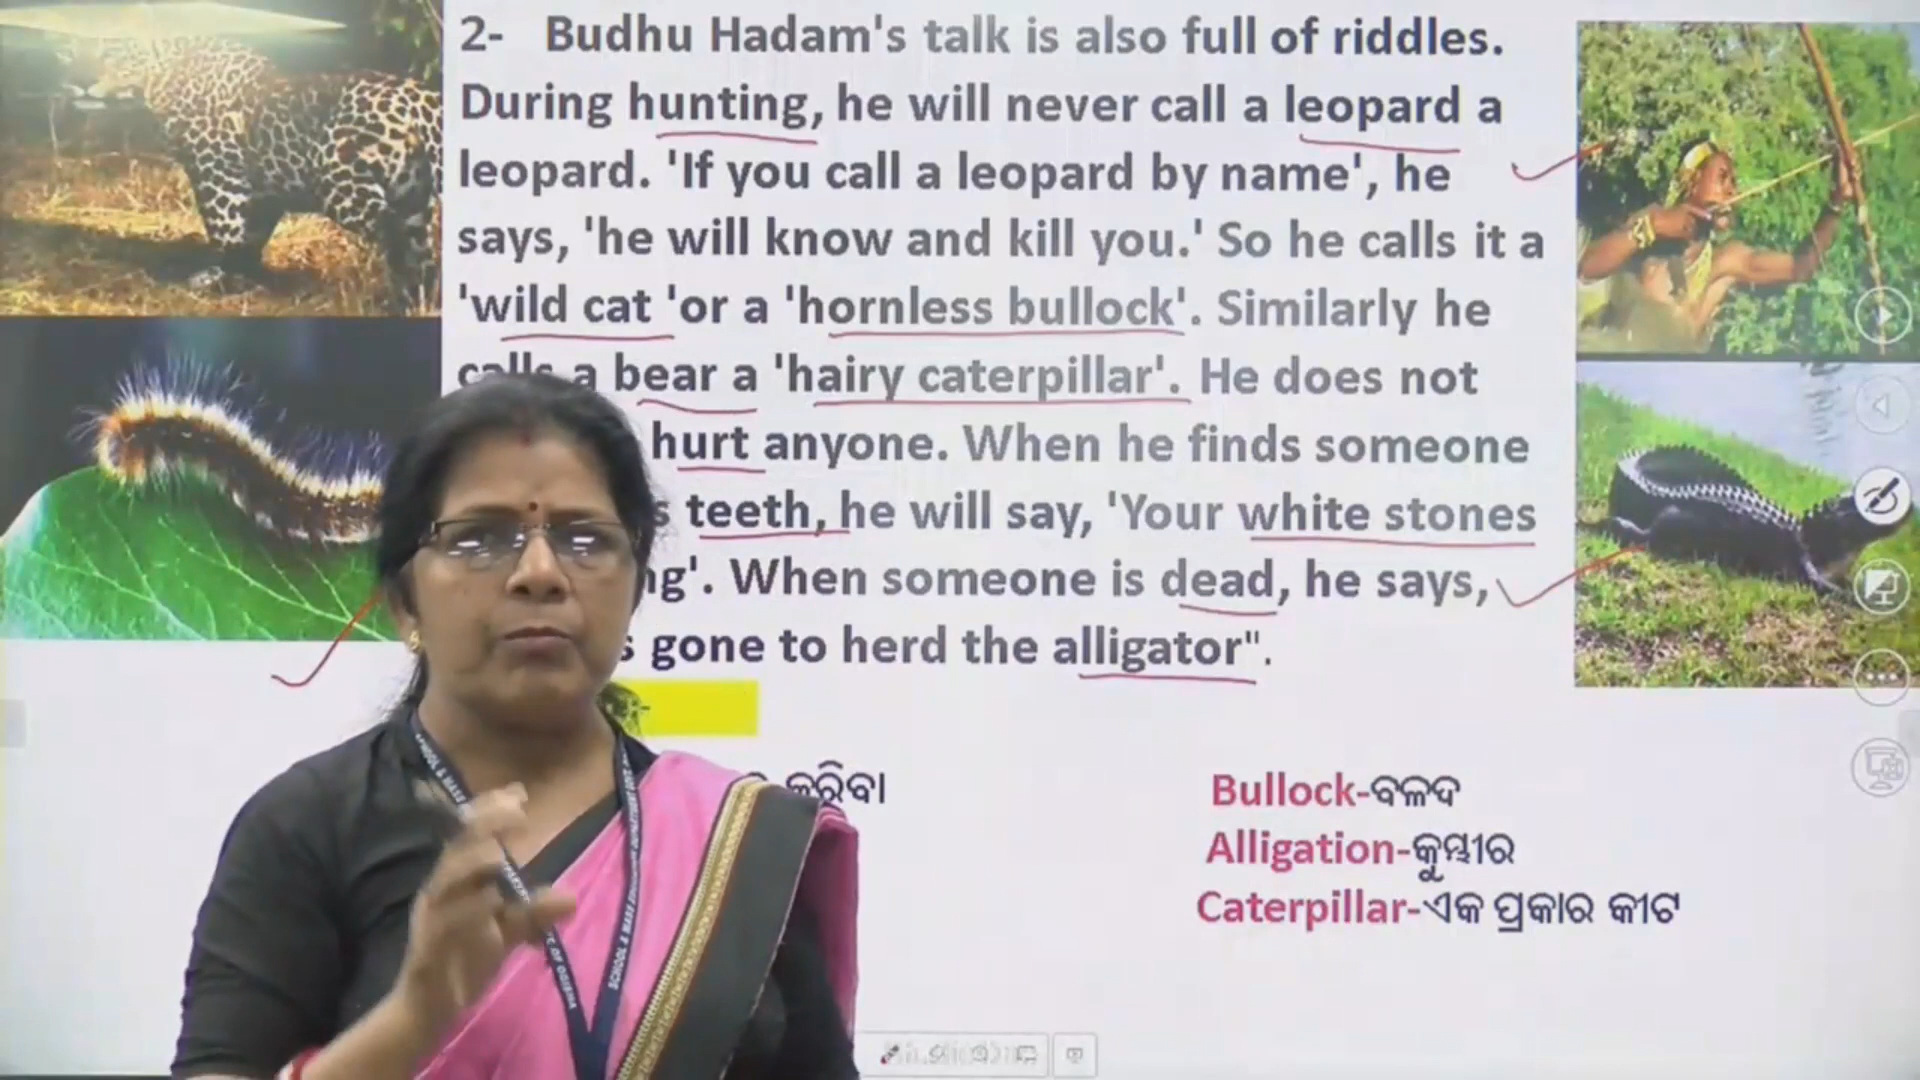 2- Budhu Hadam's talk is also full of riddles.
During hunting, he will never call a leopard a
leopard. 'If you call a leopard by name', he
says, 'he will know and kill you.' So he calls it a
'wild cat 'or a 'hornless bullock'. Similarly he
calls a bear a 'hairy caterpillar'. He does not
hurt anyone. When he finds someone
teeth, he will say, 'Your white stones
When someone is dead, he says,
gone to herd the alligator".
କରିବା
Bullock-ବଳଦ
Alligation-କୁମ୍ଭୀର
Caterpillar-ଏକ ପ୍ରକାର କୀଟ
SCHOOL & MASS